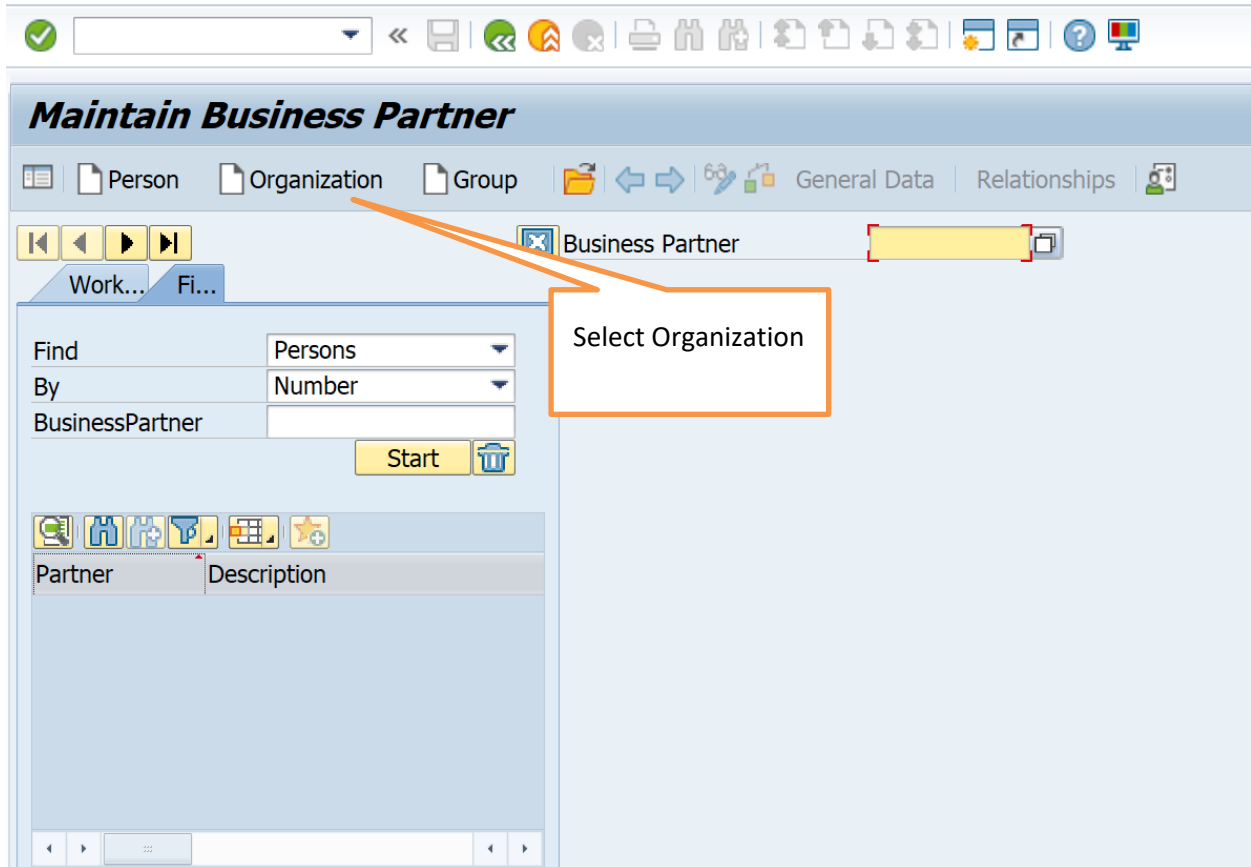 Maintain Business Partner
Person Organization Group General Data Relationships
Business Partner
Work... Fi...
Select Organization
Find Persons
By Number
BusinessPartner
Start
Partner Description